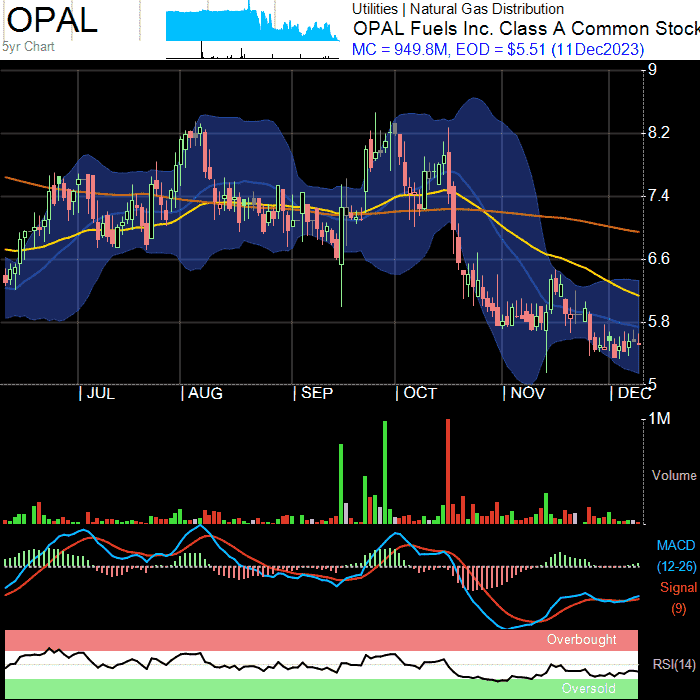 OPAL
5yr Chart
Utilities | Natural Gas Distribution
OPAL Fuels Inc. Class A Common Stock
MC = 949.8M, EOD = $5.51 (11Dec2023)
9
8.2
7.4
6.6
5.8
5
| JUL | AUG | SEP | OCT | NOV | DEC
1M
Volume
MACD
(12-26)
Signal
(9)
Overbought
RSI(14)
Oversold